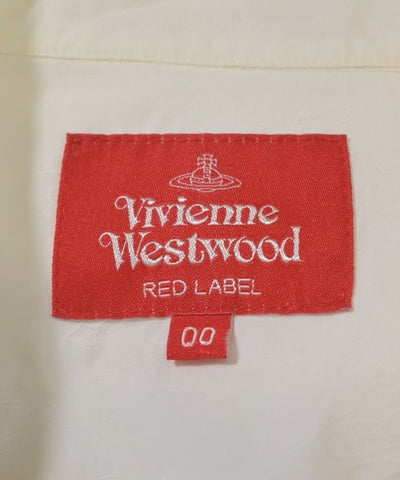 Vivienne
Westwood
RED LABEL
00